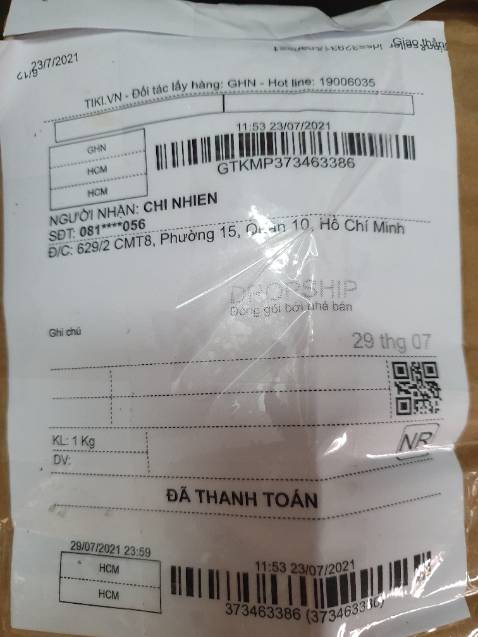 23/7/2021
TIKI.VN - Đối tác lấy hàng: GHN - Hot line: 19006035
GHN
HCM
HCM
11:53 23/07/2021
GTKMP373463386
NGƯỜI NHẬN: CHI NHIEN
SĐT: 081****056
Đ/C: 629/2 CMT8, Phường 15, Quận 10, Hồ Chí Minh
DROPSHIP
Đóng gói bởi nhà bán
Ghi chú
29 thg 07
KL: 1 Kg
DV:
NR
ĐÃ THANH TOÁN
29/07/2021 23:59
HCM
HCM
11:53 23/07/2021
373463386 (373463386)